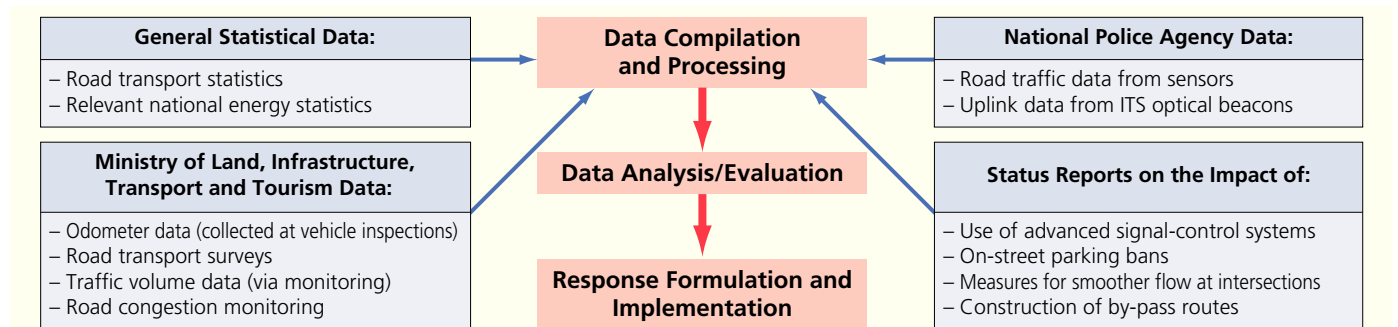 General Statistical Data:
– Road transport statistics
– Relevant national energy statistics
Ministry of Land, Infrastructure,
Transport and Tourism Data:
– Odometer data (collected at vehicle inspections)
– Road transport surveys
– Traffic volume data (via monitoring)
– Road congestion monitoring
Data Compilation
and Processing
Data Analysis/Evaluation
Response Formulation and
Implementation
National Police Agency Data:
– Road traffic data from sensors
– Uplink data from ITS optical beacons
Status Reports on the Impact of:
– Use of advanced signal-control systems
– On-street parking bans
– Measures for smoother flow at intersections
– Construction of by-pass routes